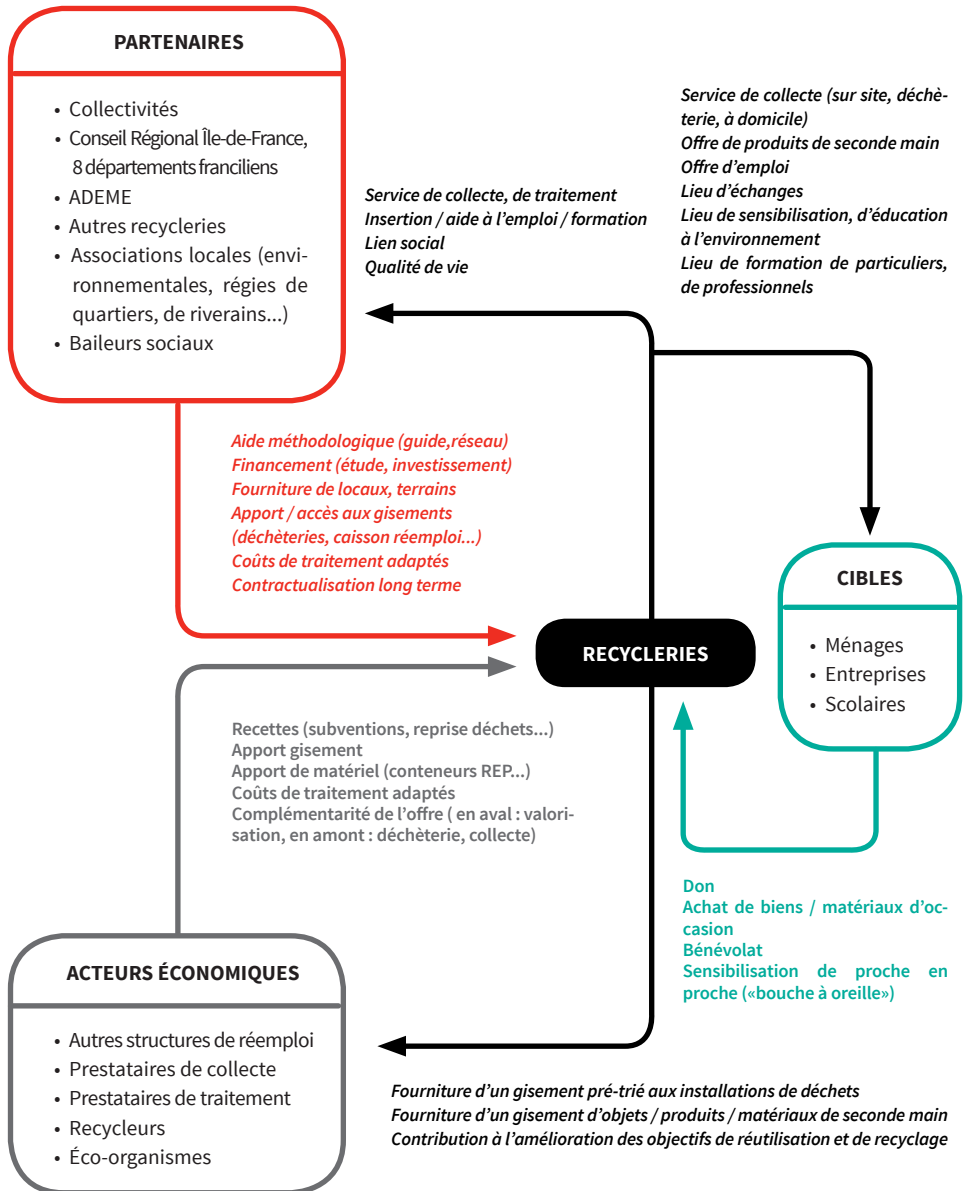 PARTENAIRES
• Collectivités
• Conseil Régional Île-de-France,
8 départements franciliens
• ADEME
• Autres recycleries
• Associations locales (envi-
ronnementales, régies de
quartiers, de riverains...)
• Baileurs sociaux
Service de collecte, de traitement
Insertion / aide à l'emploi / formation
Lien social
Qualité de vie
Service de collecte (sur site, déchè-
terie, à domicile)
Offre de produits de seconde main
Offre d'emploi
Lieu d'échanges
Lieu de sensibilisation, d'éducation
à l'environnement
Lieu de formation de particuliers,
de professionnels
Aide méthodologique (guide,réseau)
Financement (étude, investissement)
Fourniture de locaux, terrains
Apport / accès aux gisements
(déchèteries, caisson réemploi...)
Coûts de traitement adaptés
Contractualisation long terme
CIBLES
• Ménages
• Entreprises
• Scolaires
RECYCLERIES
Recettes (subventions, reprise déchets...)
Apport gisement
Apport de matériel (conteneurs REP...)
Coûts de traitement adaptés
Complémentarité de l'offre ( en aval : valori-
sation, en amont : déchèterie, collecte)
Don
Achat de biens / matériaux d'oc-
casion
Bénévolat
Sensibilisation de proche en
proche («bouche à oreille»)
ACTEURS ÉCONOMIQUES
• Autres structures de réemploi
• Prestataires de collecte
• Prestataires de traitement
• Recycleurs
• Éco-organismes
Fourniture d'un gisement pré-trié aux installations de déchets
Fourniture d'un gisement d'objets / produits / matériaux de seconde main
Contribution à l'amélioration des objectifs de réutilisation et de recyclage